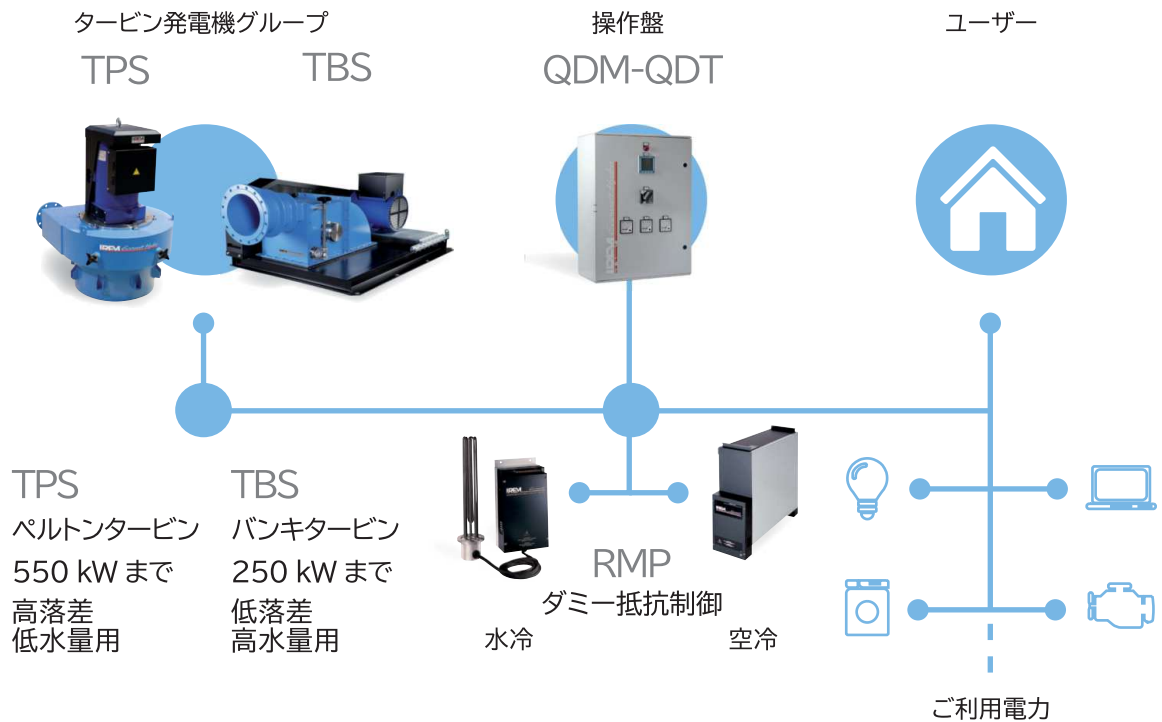 タービン発電機グループ
操作盤
ユーザー
TPS
TBS
QDM-QDT
TPS
ペルトンタービン
550 kW まで
高落差
低水量用
TBS
バンキタービン
250 kW まで
低落差
高水量用
RMP
ダミー抵抗制御
水冷
空冷
ご利用電力